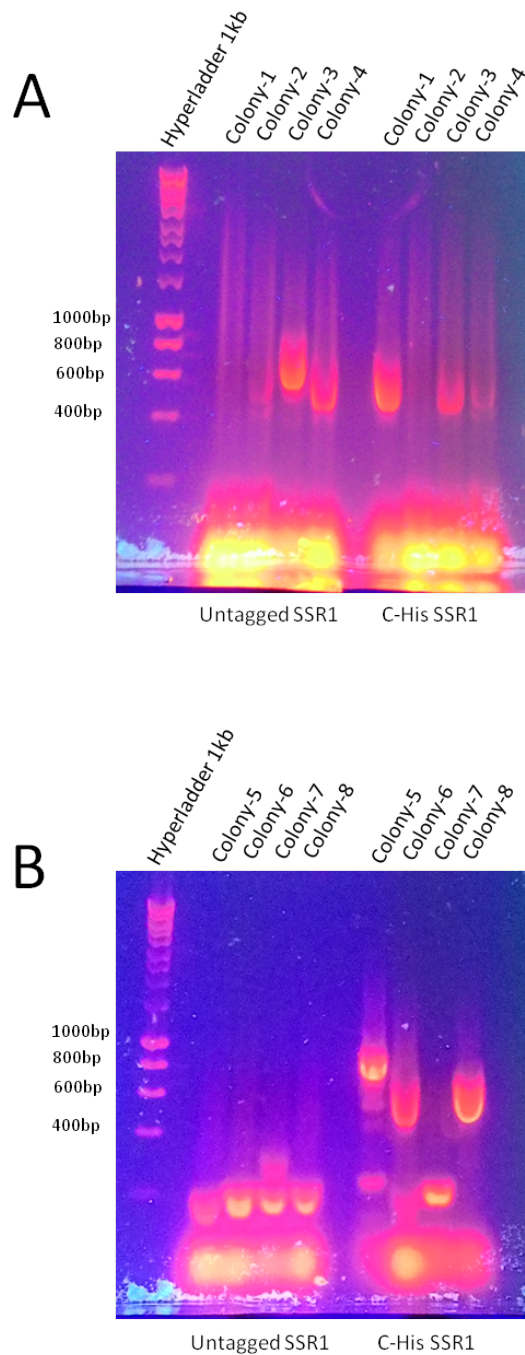 A
Hyperladder 1kb
Colony-1
Colony-2
Colony-3
Colony-4
Colony-1
Colony-2
Colony-3
Colony-4
1000bp
800bp
600bp
400bp
Untagged SSR1
C-His SSR1
B
Hyperladder 1kb
Colony-5
Colony-6
Colony-7
Colony-8
Colony-5
Colony-6
Colony-7
Colony-8
1000bp
800bp
600bp
400bp
Untagged SSR1
C-His SSR1